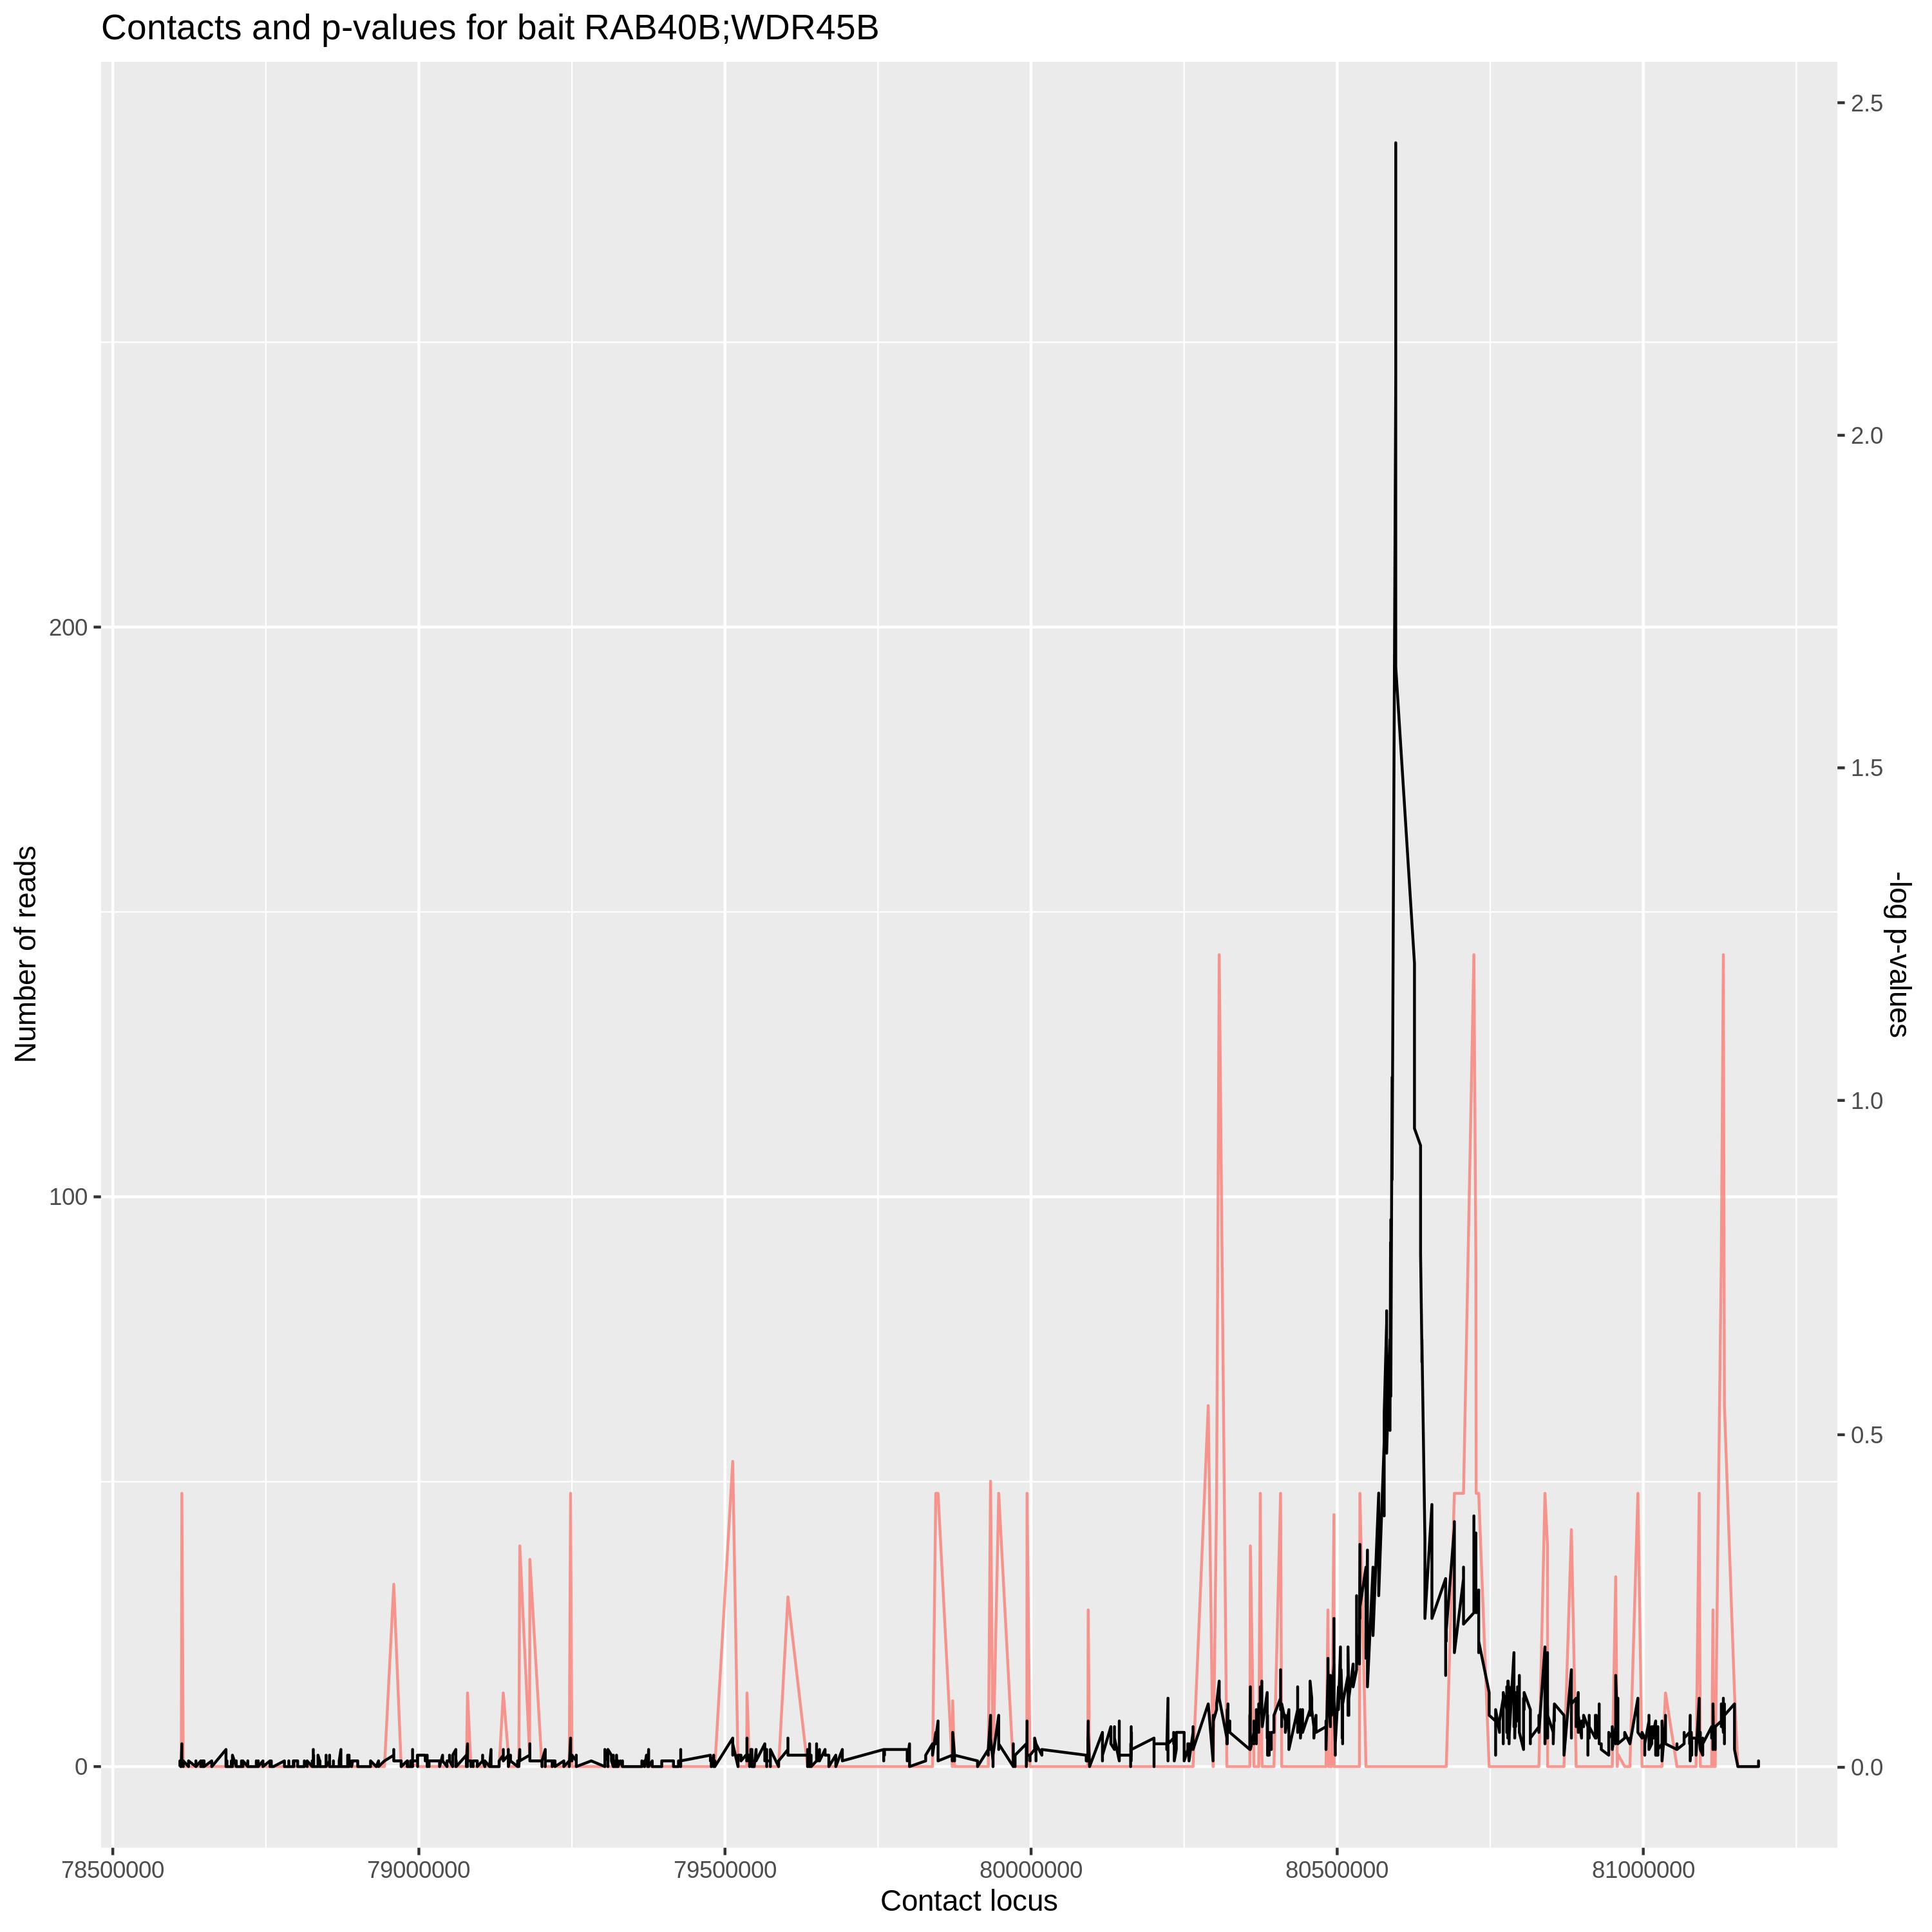 Contacts and p-values for bait RAB40B;WDR45B
Number of reads
200
100
0
2.5
2.0
1.5
1.0
0.5
0.0
-log p-values
78500000 79000000 79500000 80000000 80500000 81000000
Contact locus